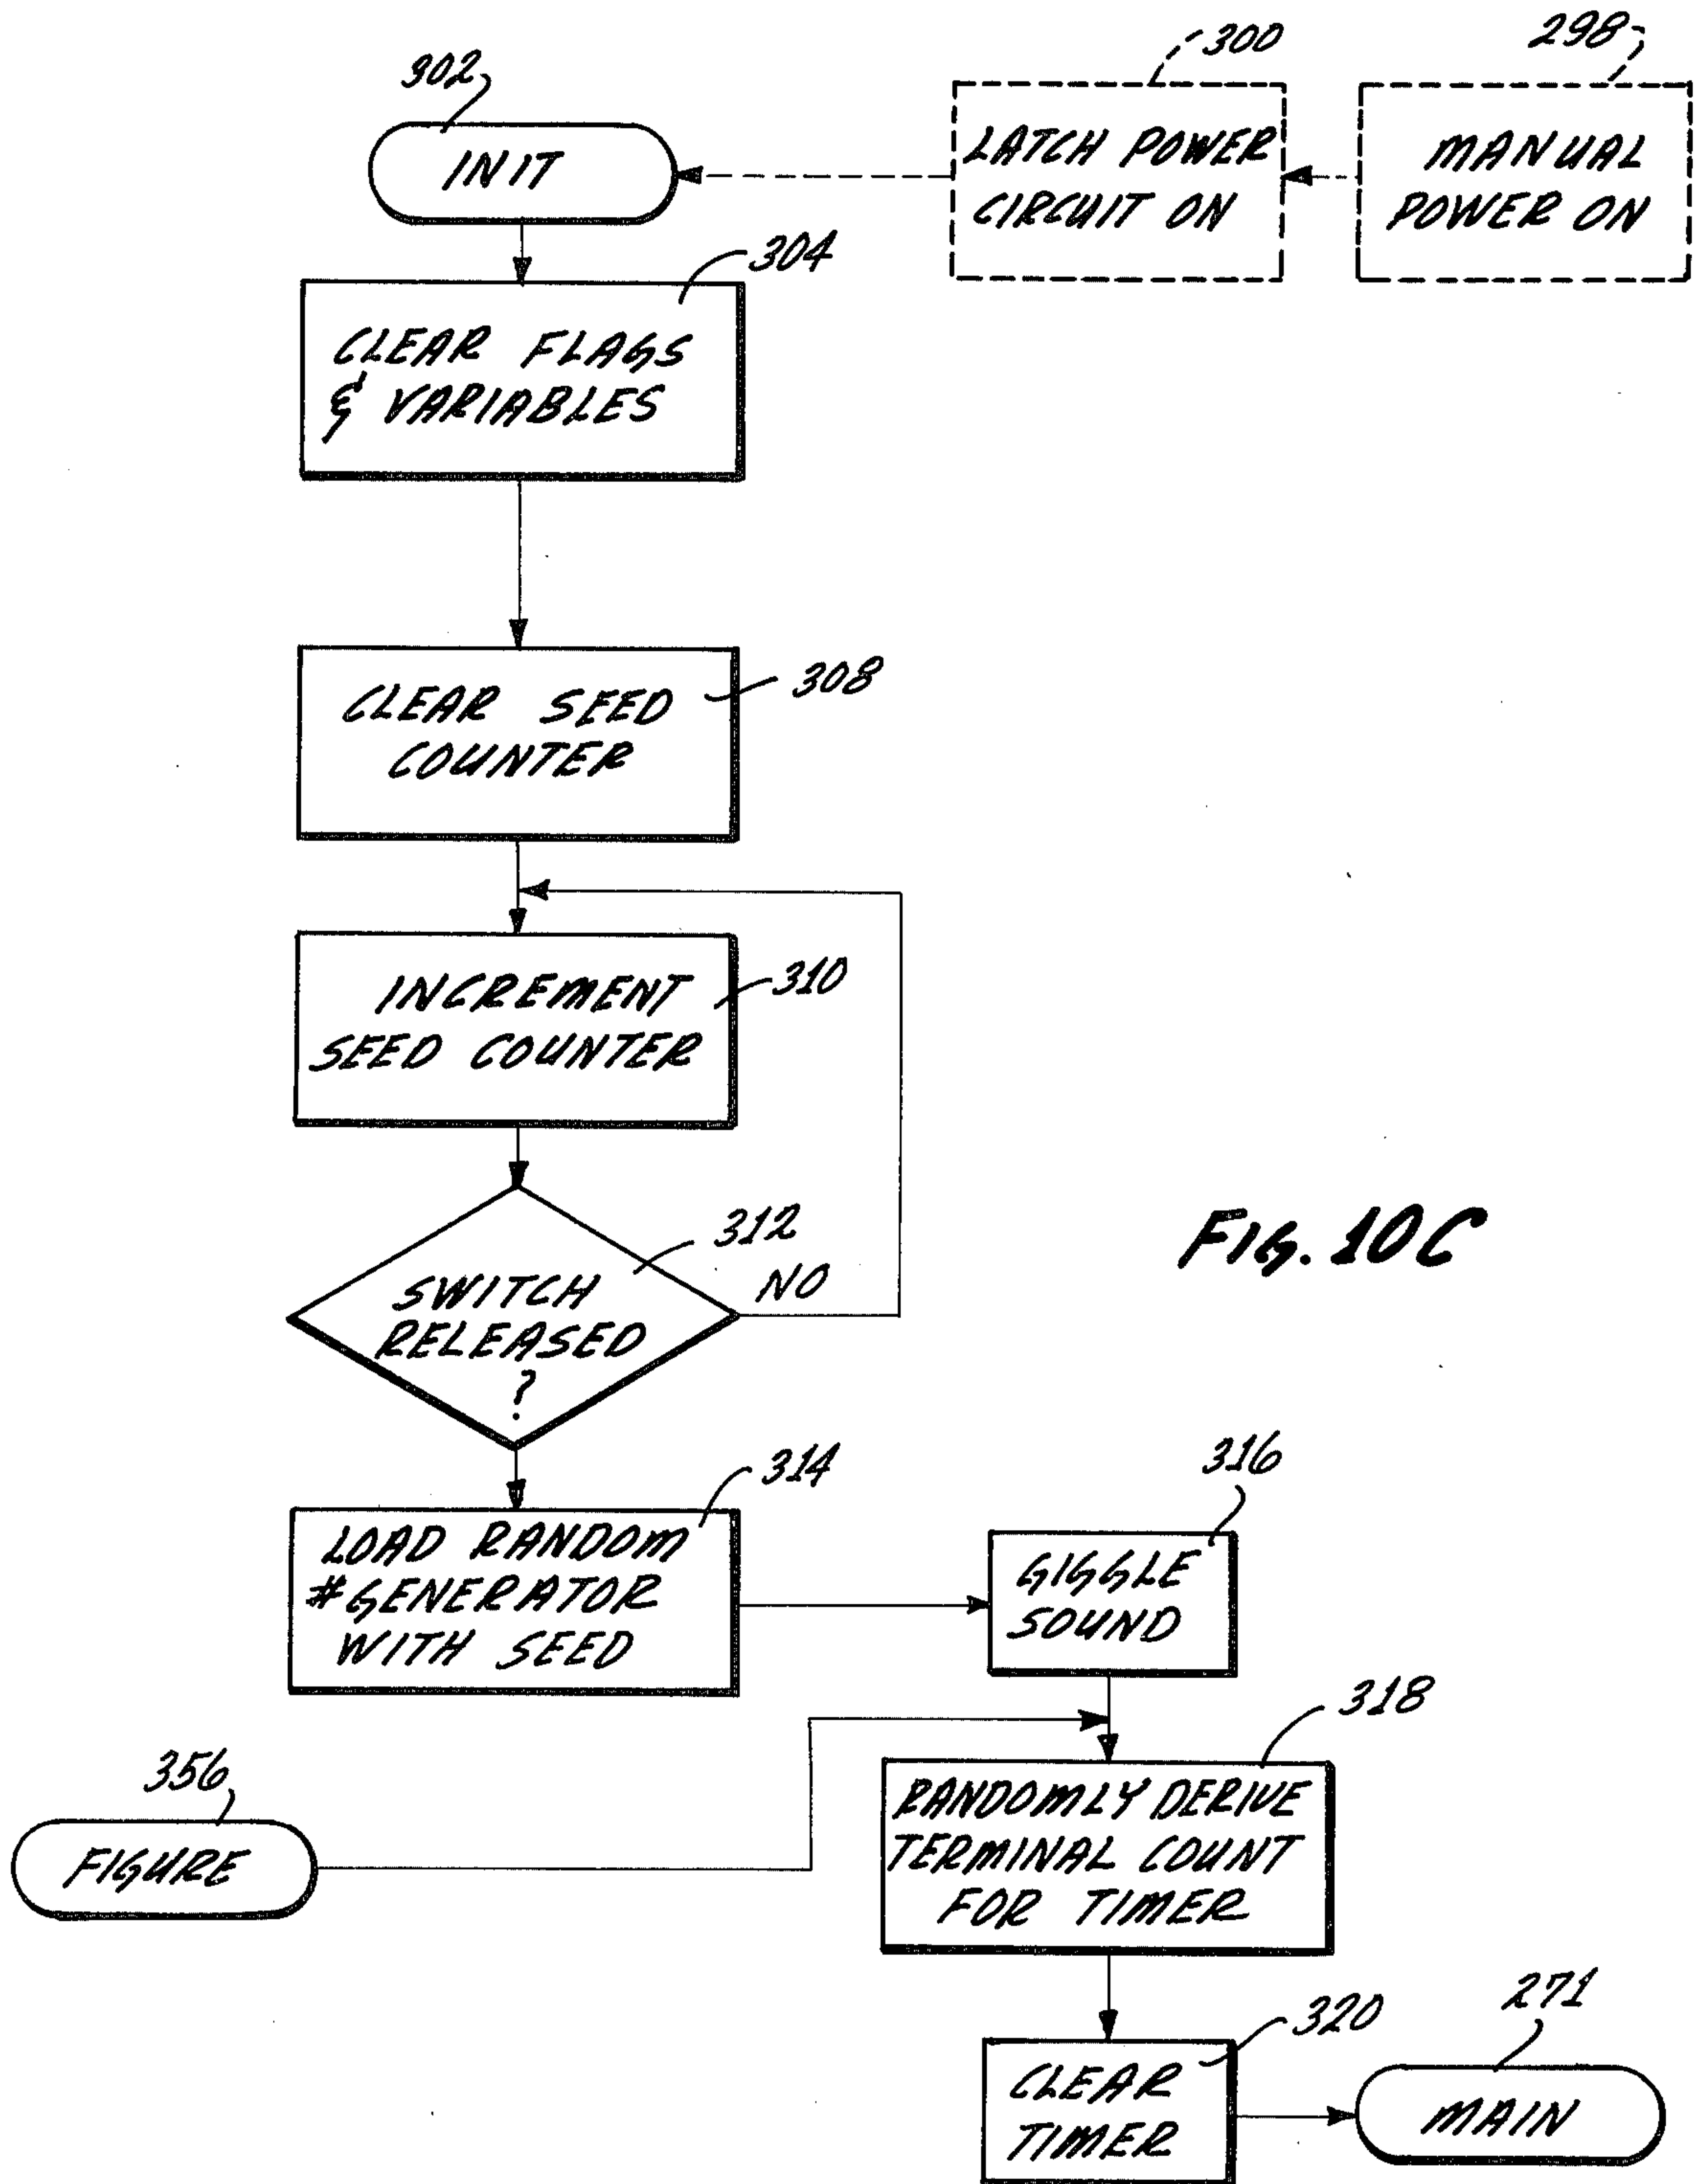 302
INIT
300
LATCH POWER
CIRCUIT ON
298
MANUAL
POWER ON
304
CLEAR FLAGS
& VARIABLES
308
CLEAR SEED
COUNTER
310
INCREMENT
SEED COUNTER
312
SWITCH
RELEASED
?
NO
FIG. 10C
314
LOAD RANDOM
#GENERATOR
WITH SEED
316
GIGGLE
SOUND
356
FIGURE
318
RANDOMLY DERIVE
TERMINAL COUNT
FOR TIMER
320
CLEAR
TIMER
271
MAIN